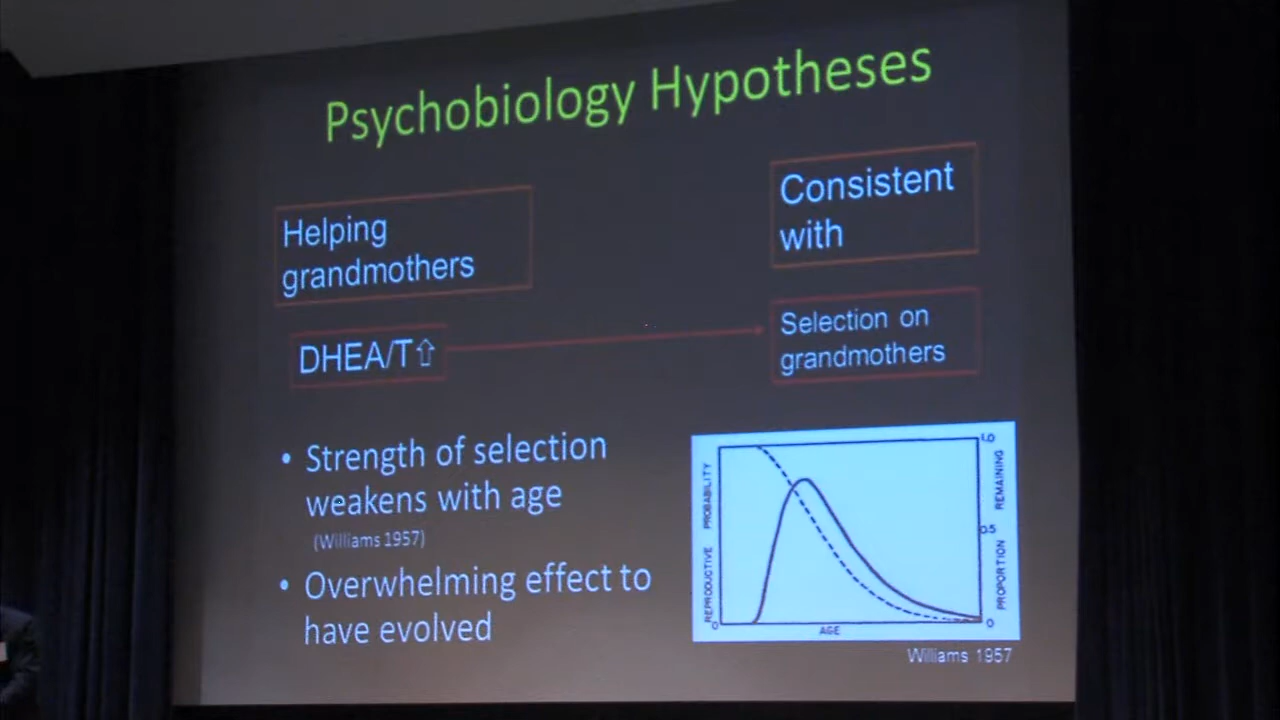 Psychobiology Hypotheses
Helping
grandmothers
Consistent
with
DHEA/T⇧
Selection on
grandmothers
• Strength of selection
weakens with age
(Williams 1957)
• Overwhelming effect to
have evolved
REPRODUCTIVE PROBABILITY
0
AGE
1.0
0.5
0
PROPORTION REMAINING
Williams 1957